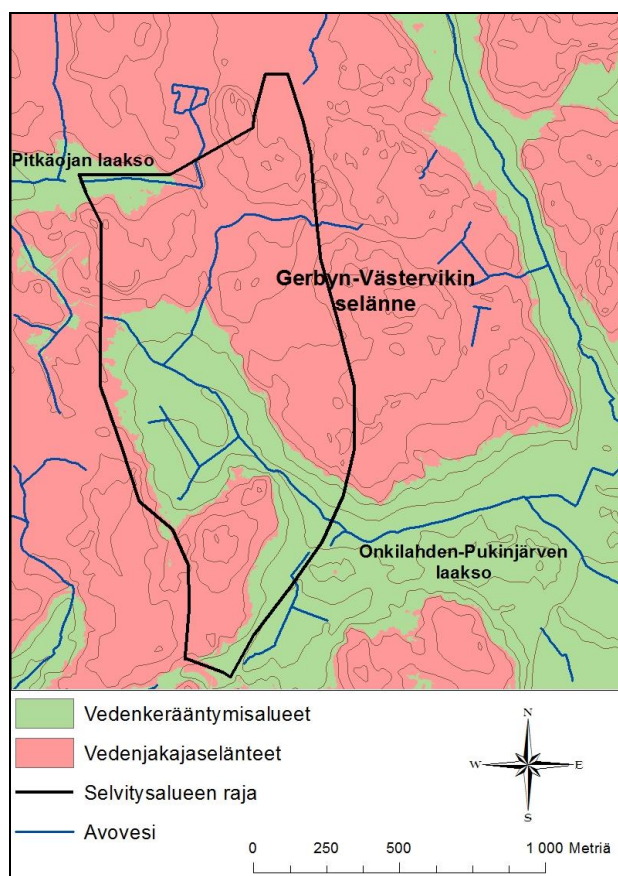 Pitkäojan laakso
Gerbyn-Västervikin
selänne
Onkilahden-Pukinjärven
laakso
Vedenkerääntymisalueet
Vedenjakajaselänteet
Selvitysalueen raja
Avovesi
N
W
E
S
0 250 500 1 000 Metriä